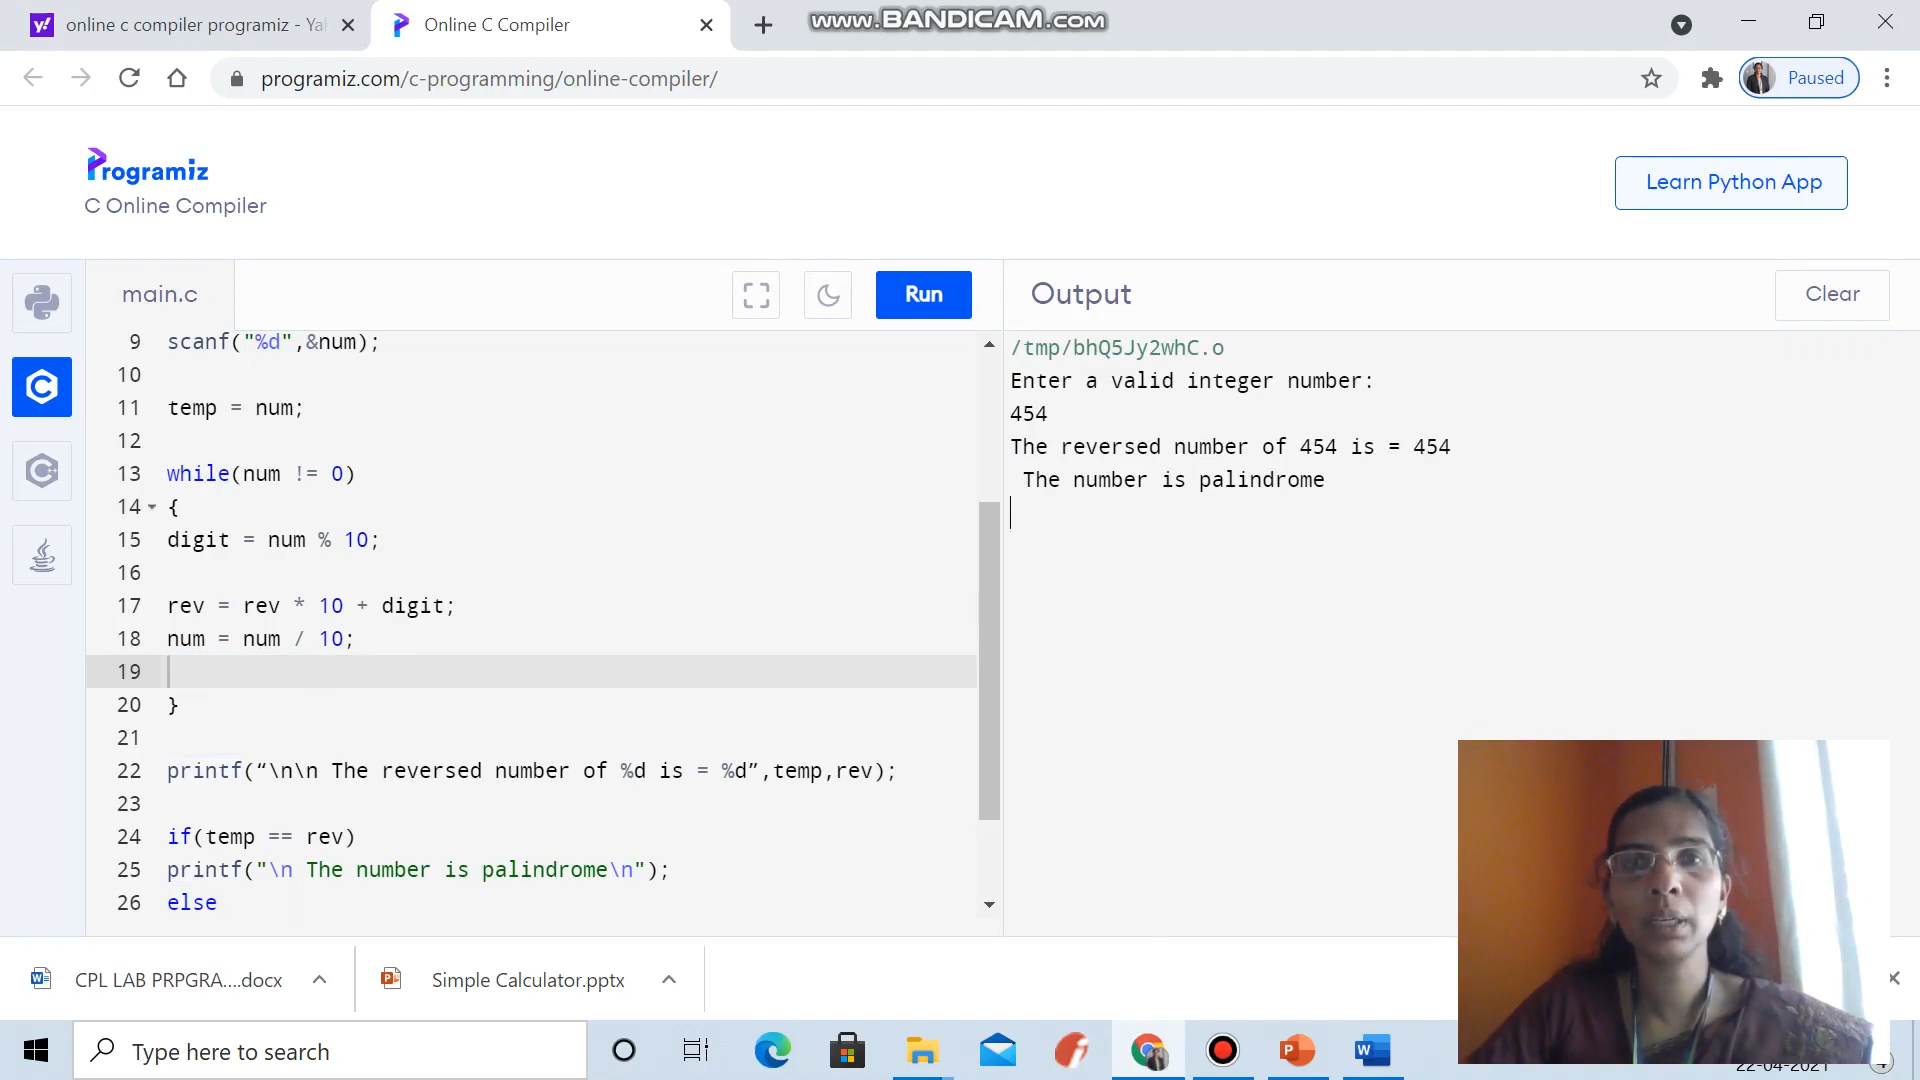 online c compiler programiz - Ya
Online C Compiler
www.BANDICAM.com
programiz.com/c-programming/online-compiler/
Paused
Programiz
C Online Compiler
Learn Python App
main.c
Run
Output
Clear
9 scanf("%d",&num);
10
11 temp = num;
12
13 while(num != 0)
14 {
15 digit = num % 10;
16
17 rev = rev * 10 + digit;
18 num = num / 10;
19
20 }
21
22 printf(“\n\n The reversed number of %d is = %d”,temp,rev);
23
24 if(temp == rev)
25 printf("\n The number is palindrome\n");
26 else
/tmp/bhQ5Jy2whC.o
Enter a valid integer number:
454
The reversed number of 454 is = 454
The number is palindrome
CPL LAB PRPGRA....docx
Simple Calculator.pptx
Type here to search
22-04-2021